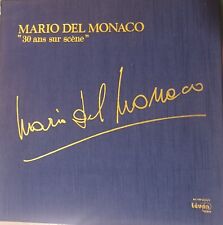 MARIO DEL MONACO
"30 ans sur scène"
Mario del Monaco